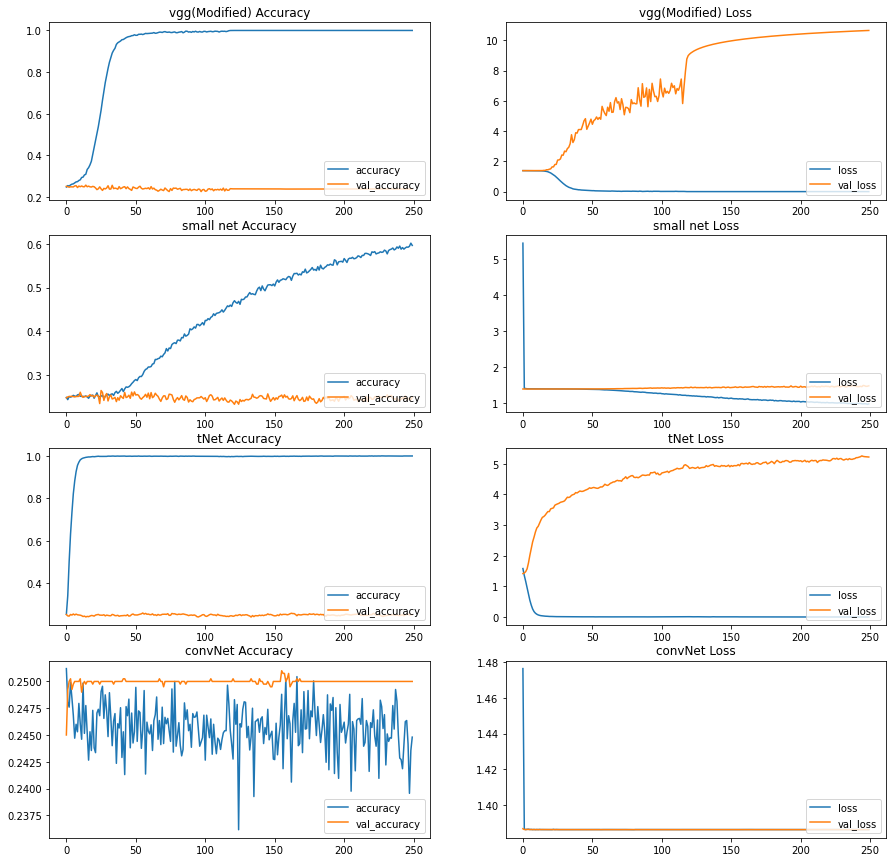 vgg(Modified) Accuracy
1.0
0.8
0.6
0.4
0.2
accuracy
val_accuracy
0 50 100 150 200 250
vgg(Modified) Loss
10
8
6
4
2
0
loss
val_loss
0 50 100 150 200 250
small net Accuracy
0.6
0.5
0.4
0.3
accuracy
val_accuracy
0 50 100 150 200 250
small net Loss
5
4
3
2
1
loss
val_loss
0 50 100 150 200 250
tNet Accuracy
1.0
0.8
0.6
0.4
accuracy
val_accuracy
0 50 100 150 200 250
tNet Loss
5
4
3
2
1
0
loss
val_loss
0 50 100 150 200 250
convNet Accuracy
0.2500
0.2475
0.2450
0.2425
0.2400
0.2375
accuracy
val_accuracy
0 50 100 150 200 250
convNet Loss
1.48
1.46
1.44
1.42
1.40
loss
val_loss
0 50 100 150 200 250